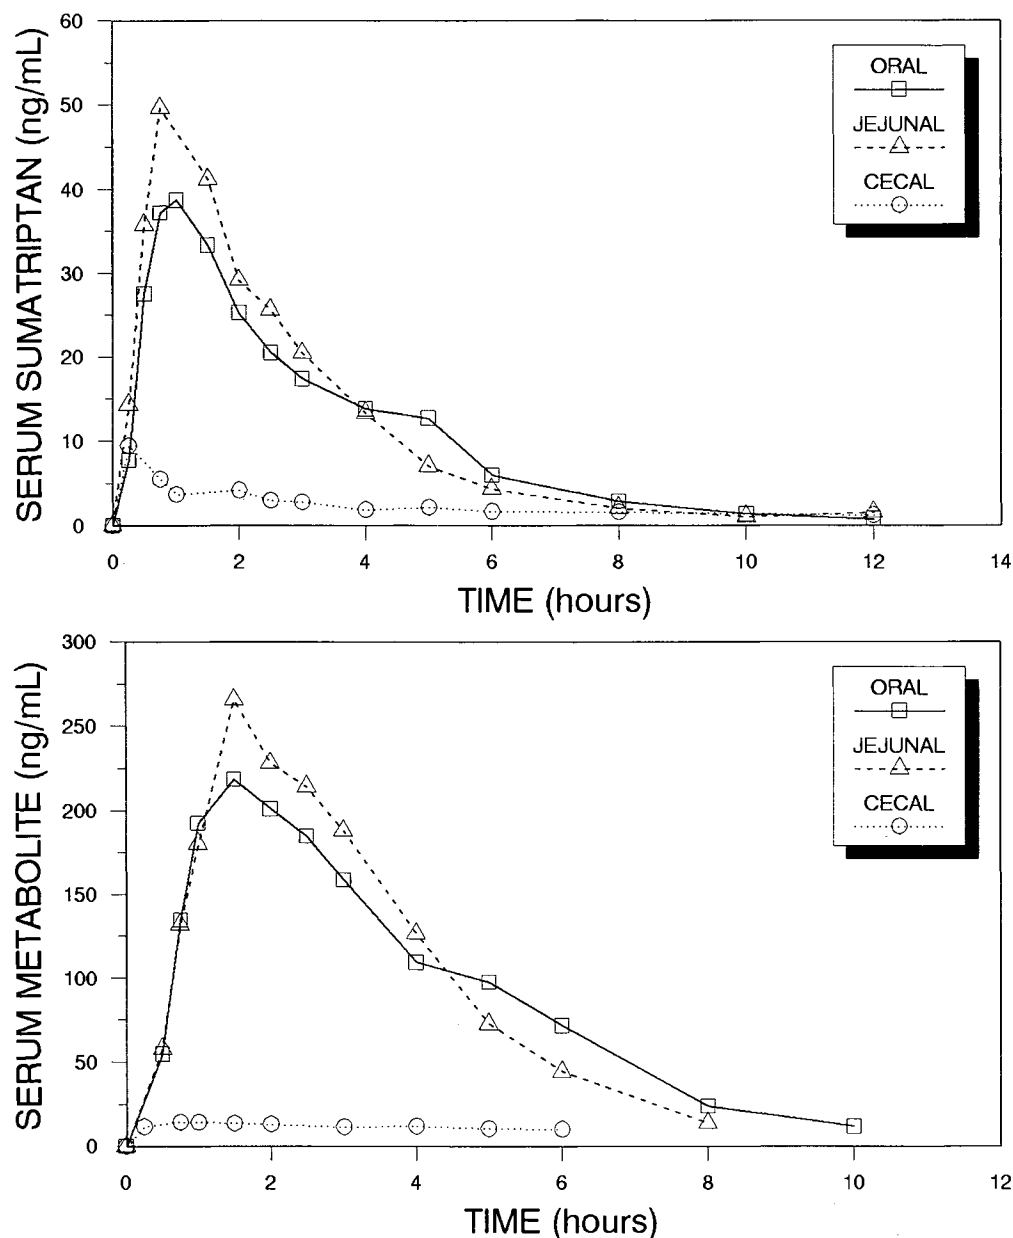 60
50
40
30
20
10
0
SERUM SUMATRIPTAN (ng/mL)
ORAL
JEJUNAL
CECAL
0 2 4 6 8 10 12 14
TIME (hours)
300
250
200
150
100
50
0
SERUM METABOLITE (ng/mL)
ORAL
JEJUNAL
CECAL
0 2 4 6 8 10 12
TIME (hours)